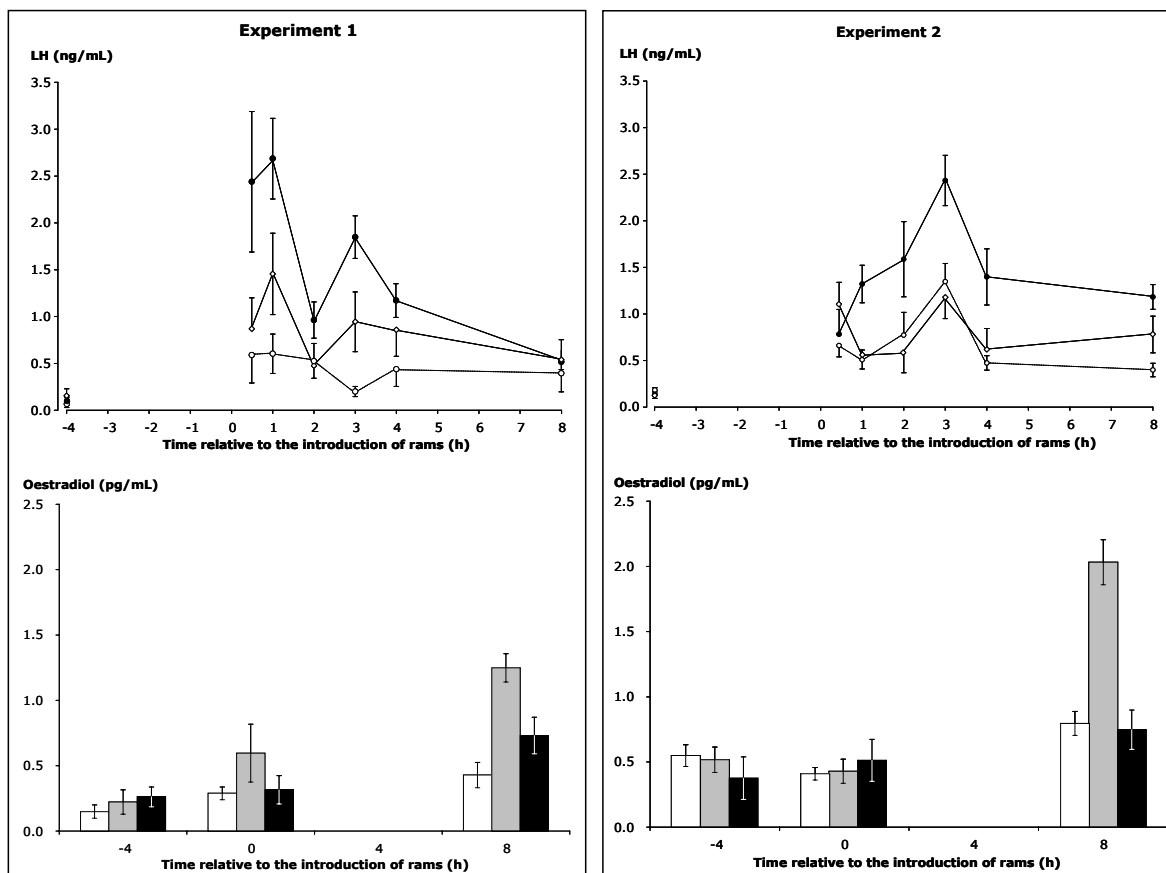 Experiment 1
LH (ng/mL)
3.5
3.0
2.5
2.0
1.5
1.0
0.5
0.0
-4 -3 -2 -1 0 1 2 3 4 5 6 7 8
Time relative to the introduction of rams (h)
Oestradiol (pg/mL)
2.5
2.0
1.5
1.0
0.5
0.0
-4 0 4 8
Time relative to the introduction of rams (h)
Experiment 2
LH (ng/mL)
3.5
3.0
2.5
2.0
1.5
1.0
0.5
0.0
-4 -3 -2 -1 0 1 2 3 4 5 6 7 8
Time relative to the introduction of rams (h)
Oestradiol (pg/mL)
2.5
2.0
1.5
1.0
0.5
0.0
-4 0 4 8
Time relative to the introduction of rams (h)